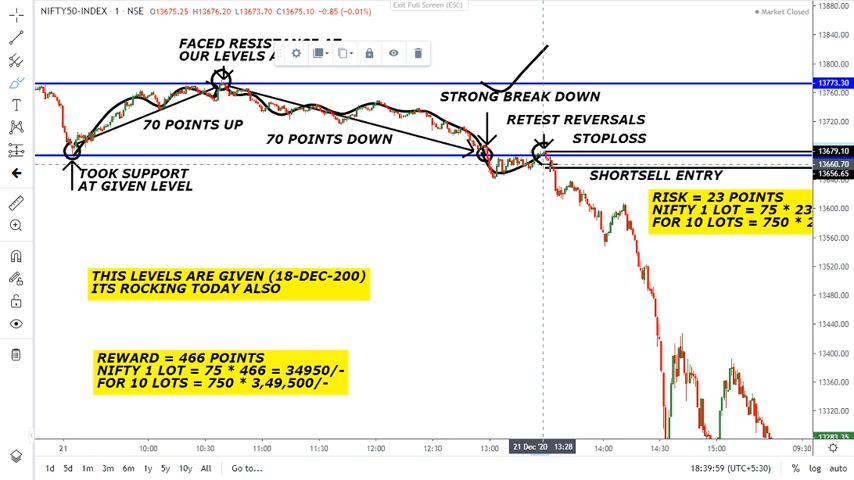 Exit Full Screen (ESC)
NIFTY50-INDEX · 1 · NSE O13675.25 H13676.20 L13673.70 C13675.10 -0.85 (-0.01%)
Market Closed
13880.00
13840.00
13800.00
13773.30
13760.00
13720.00
13679.10
13660.70
13656.65
13600.00
13560.00
13520.00
13480.00
13440.00
13400.00
13360.00
13320.00
13283.35
FACED RESISTANCE AT
OUR LEVELS
STRONG BREAK DOWN
RETEST REVERSALS
STOPLOSS
70 POINTS UP
70 POINTS DOWN
TOOK SUPPORT
AT GIVEN LEVEL
SHORTSELL ENTRY
RISK = 23 POINTS
NIFTY 1 LOT = 75 * 23
FOR 10 LOTS = 750 *
THIS LEVELS ARE GIVEN (18-DEC-200)
ITS ROCKING TODAY ALSO
REWARD = 466 POINTS
NIFTY 1 LOT = 75 * 466 = 34950/-
FOR 10 LOTS = 750 * 3,49,500/-
21 10:00 10:30 11:00 11:30 12:00 12:30 13:00 21 Dec '20 13:28 14:00 14:30 15:00 09:30
1d 5d 1m 3m 6m 1y 5y 10y All Go to... 18:39:59 (UTC+5:30) % log auto